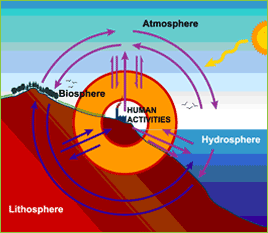 Atmosphere
Biosphere
HUMAN
ACTIVITIES
Hydrosphere
Lithosphere